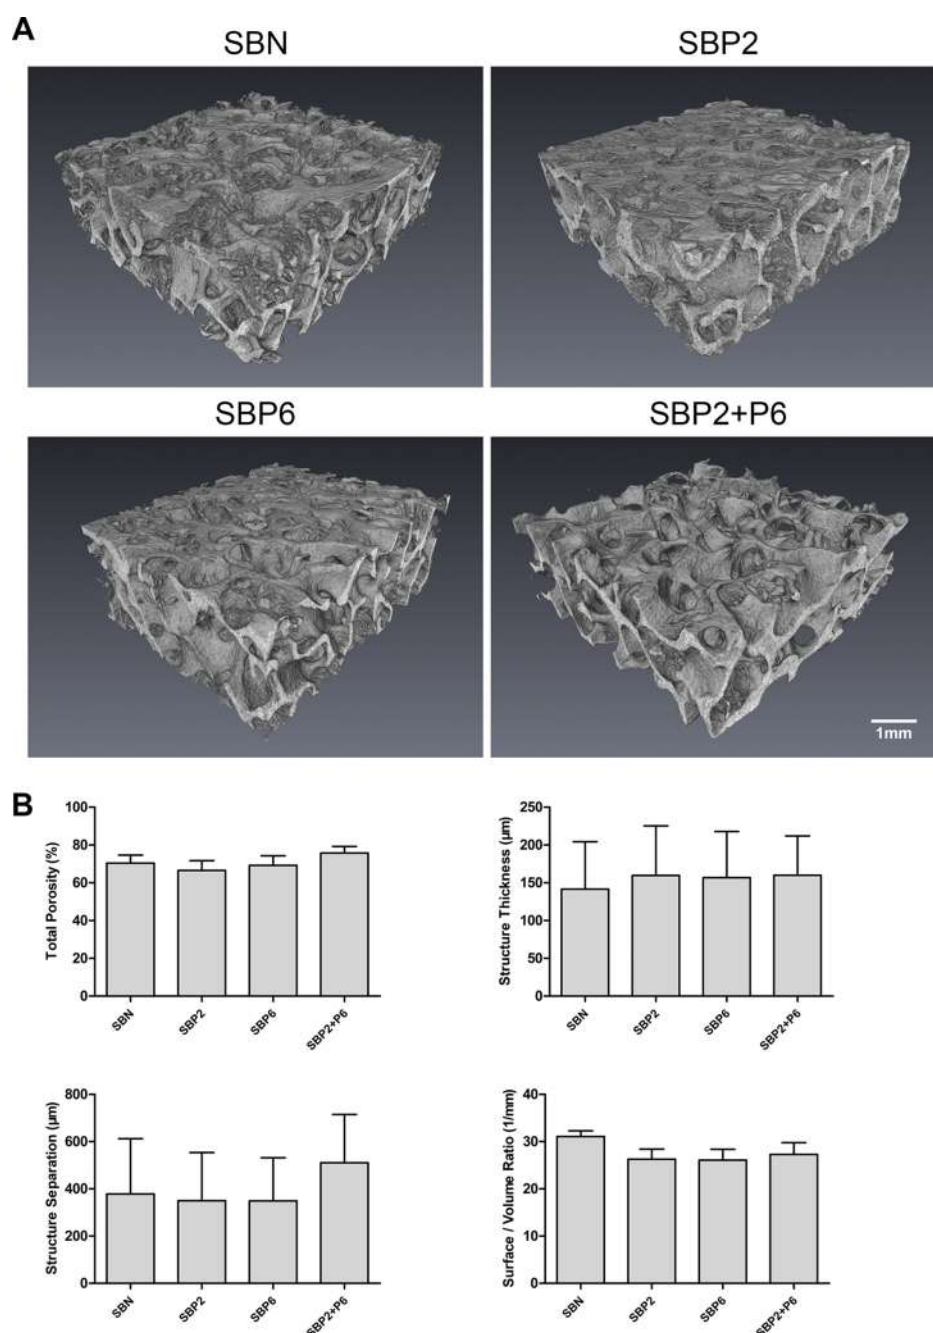 A
SBN
SBP2
SBP6
SBP2+P6
1mm
B
Total Porosity (%)
100
80
60
40
20
0
SBN
SBP2
SBP6
SBP2+P6
Structure Thickness (µm)
250
200
150
100
50
0
SBN
SBP2
SBP6
SBP2+P6
Structure Separation (µm)
800
600
400
200
0
SBN
SBP2
SBP6
SBP2+P6
Surface / Volume Ratio (1/mm)
40
30
20
10
0
SBN
SBP2
SBP6
SBP2+P6